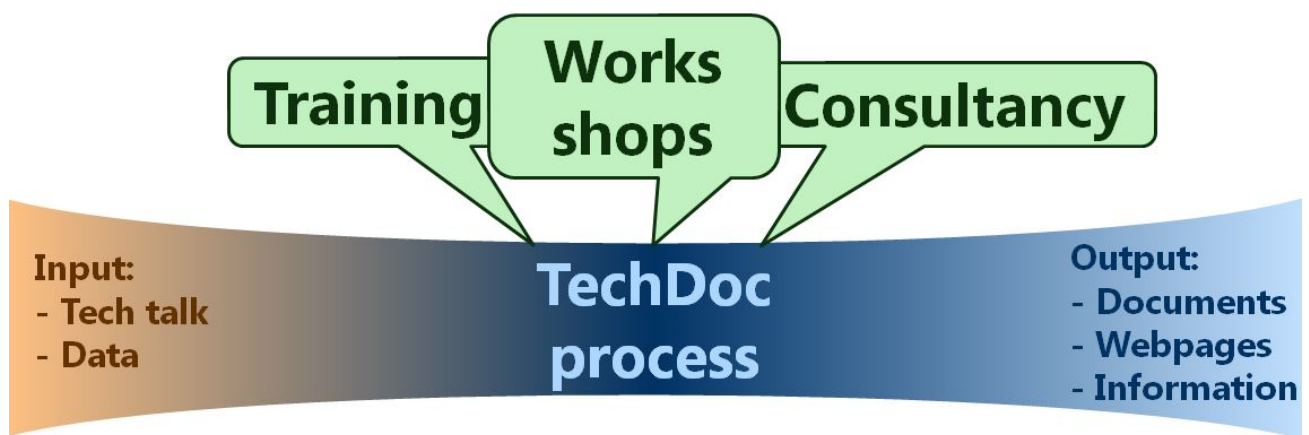 Training
Works
shops
Consultancy
Input:
- Tech talk
- Data
TechDoc
process
Output:
- Documents
- Webpages
- Information